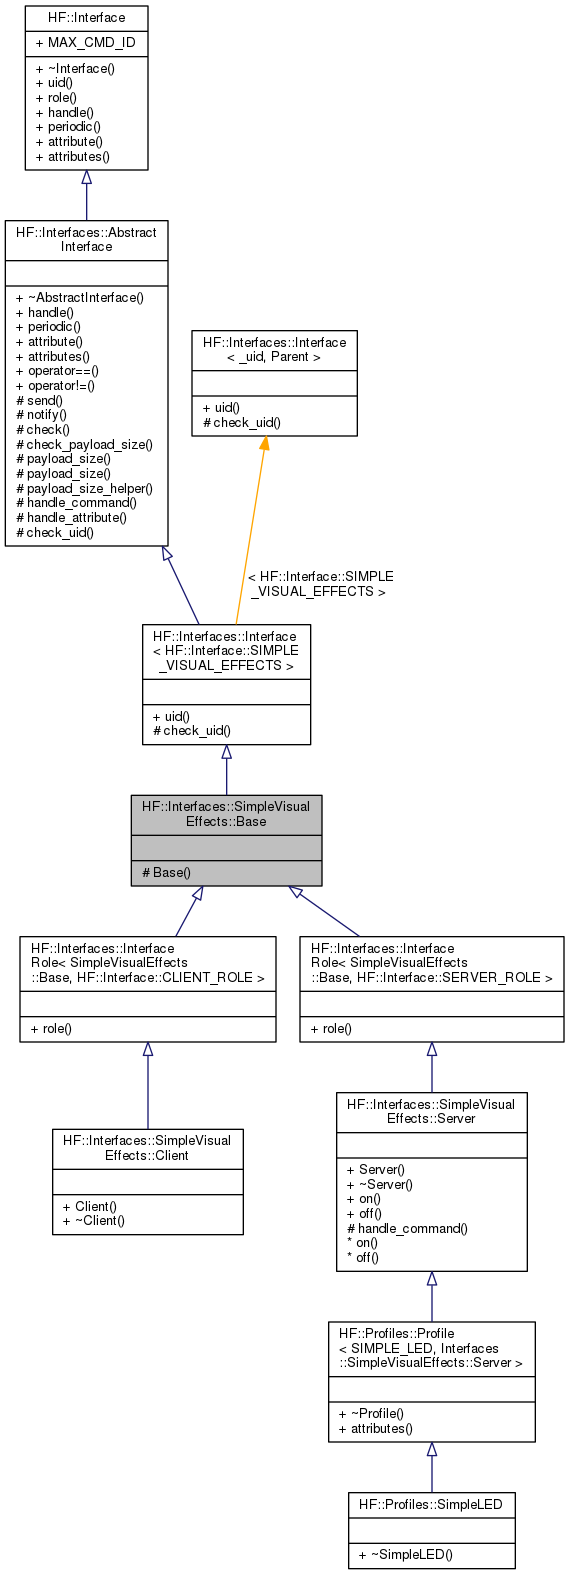 HF::Interface
+ MAX_CMD_ID
+ ~Interface()
+ uid()
+ role()
+ handle()
+ periodic()
+ attribute()
+ attributes()
HF::Interfaces::Abstract
Interface
+ ~AbstractInterface()
+ handle()
+ periodic()
+ attribute()
+ attributes()
+ operator==()
+ operator!=()
# send()
# notify()
# check()
# check_payload_size()
# payload_size()
# payload_size()
# payload_size_helper()
# handle_command()
# handle_attribute()
# check_uid()
HF::Interfaces::Interface
< _uid, Parent >
+ uid()
# check_uid()
< HF::Interface::SIMPLE
_VISUAL_EFFECTS >
HF::Interfaces::Interface
< HF::Interface::SIMPLE
_VISUAL_EFFECTS >
+ uid()
# check_uid()
HF::Interfaces::SimpleVisual
Effects::Base
# Base()
HF::Interfaces::Interface
Role< SimpleVisualEffects
::Base, HF::Interface::CLIENT_ROLE >
+ role()
HF::Interfaces::Interface
Role< SimpleVisualEffects
::Base, HF::Interface::SERVER_ROLE >
+ role()
HF::Interfaces::SimpleVisual
Effects::Client
+ Client()
+ ~Client()
HF::Interfaces::SimpleVisual
Effects::Server
+ Server()
+ ~Server()
+ on()
+ off()
# handle_command()
* on()
* off()
HF::Profiles::Profile
< SIMPLE_LED, Interfaces
::SimpleVisualEffects::Server >
+ ~Profile()
+ attributes()
HF::Profiles::SimpleLED
+ ~SimpleLED()